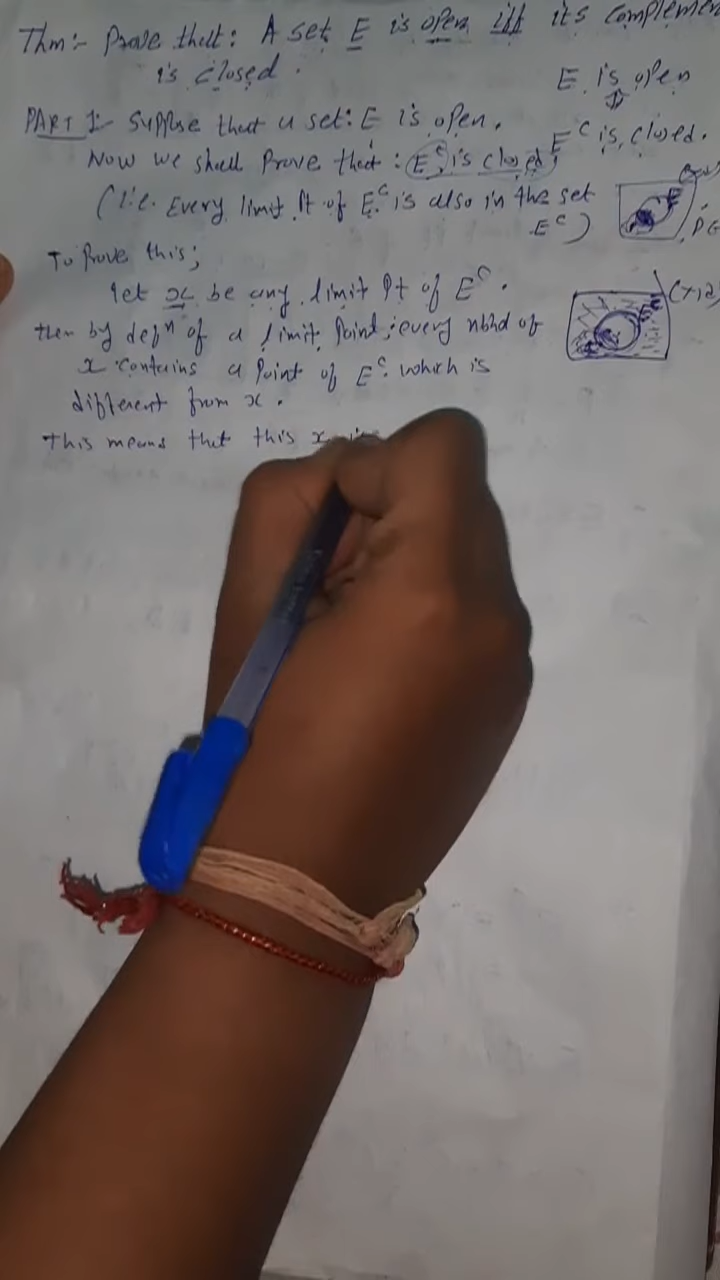 Thm:- Prove that: A set E is open iff its complemen
is closed.
E is open
⇕
E^c is closed.
PART 1:- Suppose that a set: E is open.
Now we shall prove that: E^c is closed,
(i.e. Every limit pt of E^c is also in the set
E^c)
To prove this;
let x be any limit pt of E^c.
then by def^n of a limit point; every nbhd of
x contains a point of E^c which is
different from x.
This means that this x